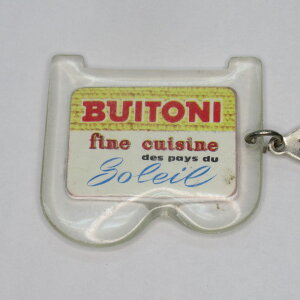 BUITONI
fine cuisine
des pays du
Soleil